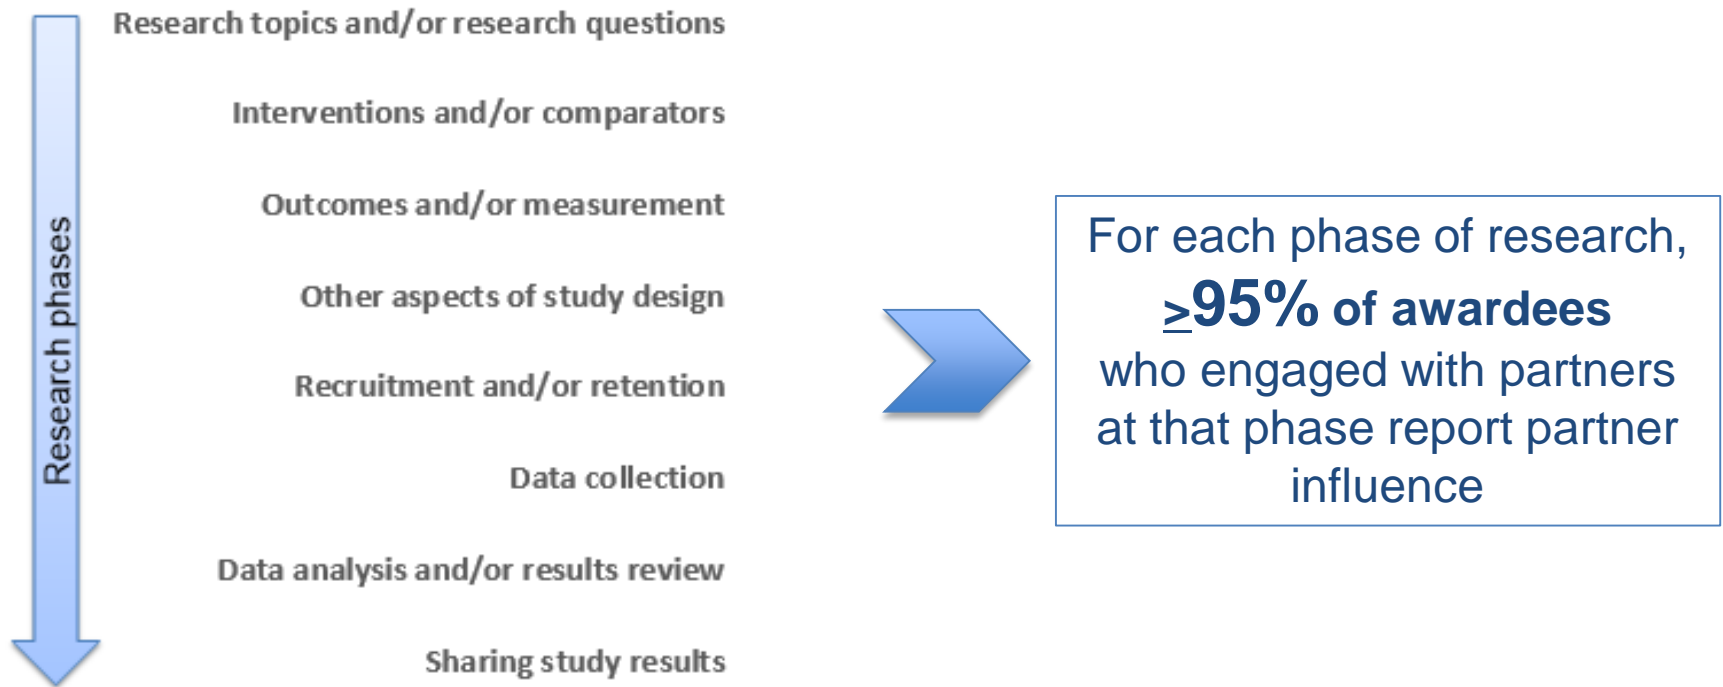 Research phases
Research topics and/or research questions
Interventions and/or comparators
Outcomes and/or measurement
Other aspects of study design
Recruitment and/or retention
Data collection
Data analysis and/or results review
Sharing study results
For each phase of research,
≥95% of awardees
who engaged with partners
at that phase report partner
influence